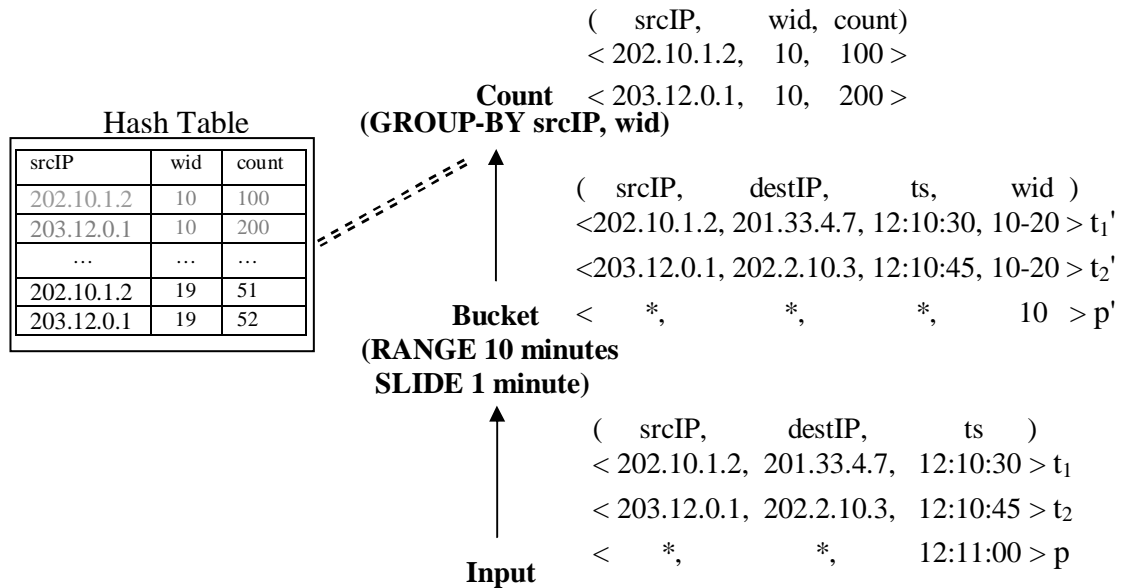 ( srcIP, wid, count)
< 202.10.1.2, 10, 100 >
Count < 203.12.0.1, 10, 200 >
(GROUP-BY srcIP, wid)
Hash Table
srcIP wid count
202.10.1.2 10 100
203.12.0.1 10 200
… … …
202.10.1.2 19 51
203.12.0.1 19 52
( srcIP, destIP, ts, wid )
<202.10.1.2, 201.33.4.7, 12:10:30, 10-20 > t₁'
<203.12.0.1, 202.2.10.3, 12:10:45, 10-20 > t₂'
Bucket < *, *, *, 10 > p'
(RANGE 10 minutes
SLIDE 1 minute)
( srcIP, destIP, ts )
< 202.10.1.2, 201.33.4.7, 12:10:30 > t₁
< 203.12.0.1, 202.2.10.3, 12:10:45 > t₂
< *, *, 12:11:00 > p
Input